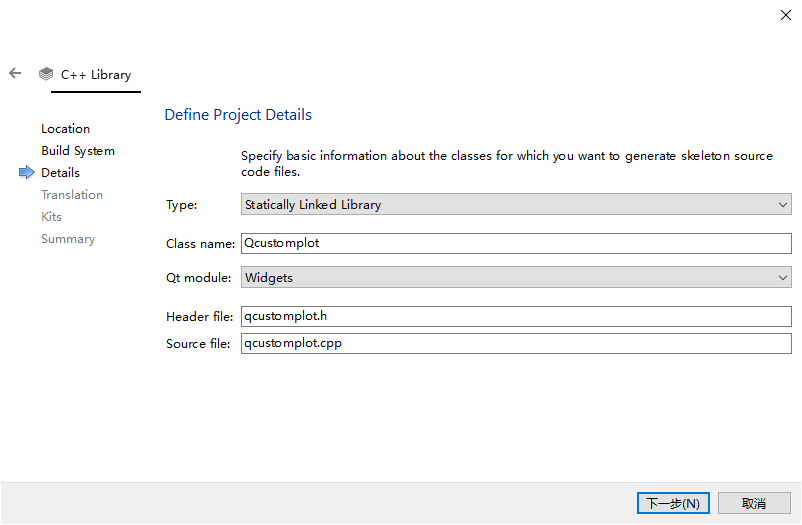 C++ Library
Define Project Details
Location
Build System
Details
Translation
Kits
Summary
Specify basic information about the classes for which you want to generate skeleton source
code files.
Type: Statically Linked Library
Class name: Qcustomplot
Qt module: Widgets
Header file: qcustomplot.h
Source file: qcustomplot.cpp
下一步(N) 取消